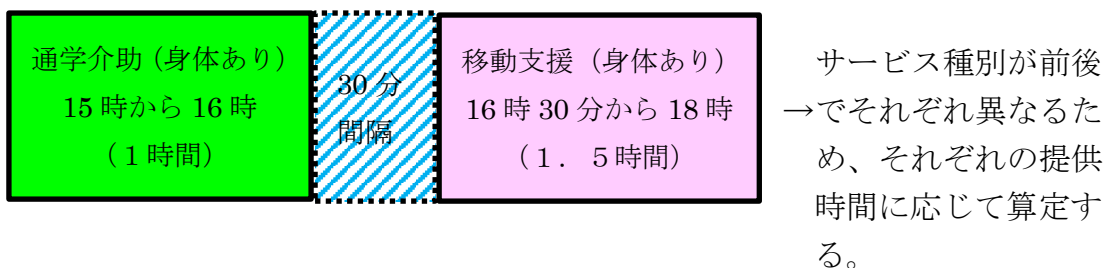 通学介助（身体あり）
15時から16時
（１時間）
30分
間隔
移動支援（身体あり）
16時30分から18時
（１．５時間）
サービス種別が前後
→でそれぞれ異なるた
め、それぞれの提供
時間に応じて算定す
る。